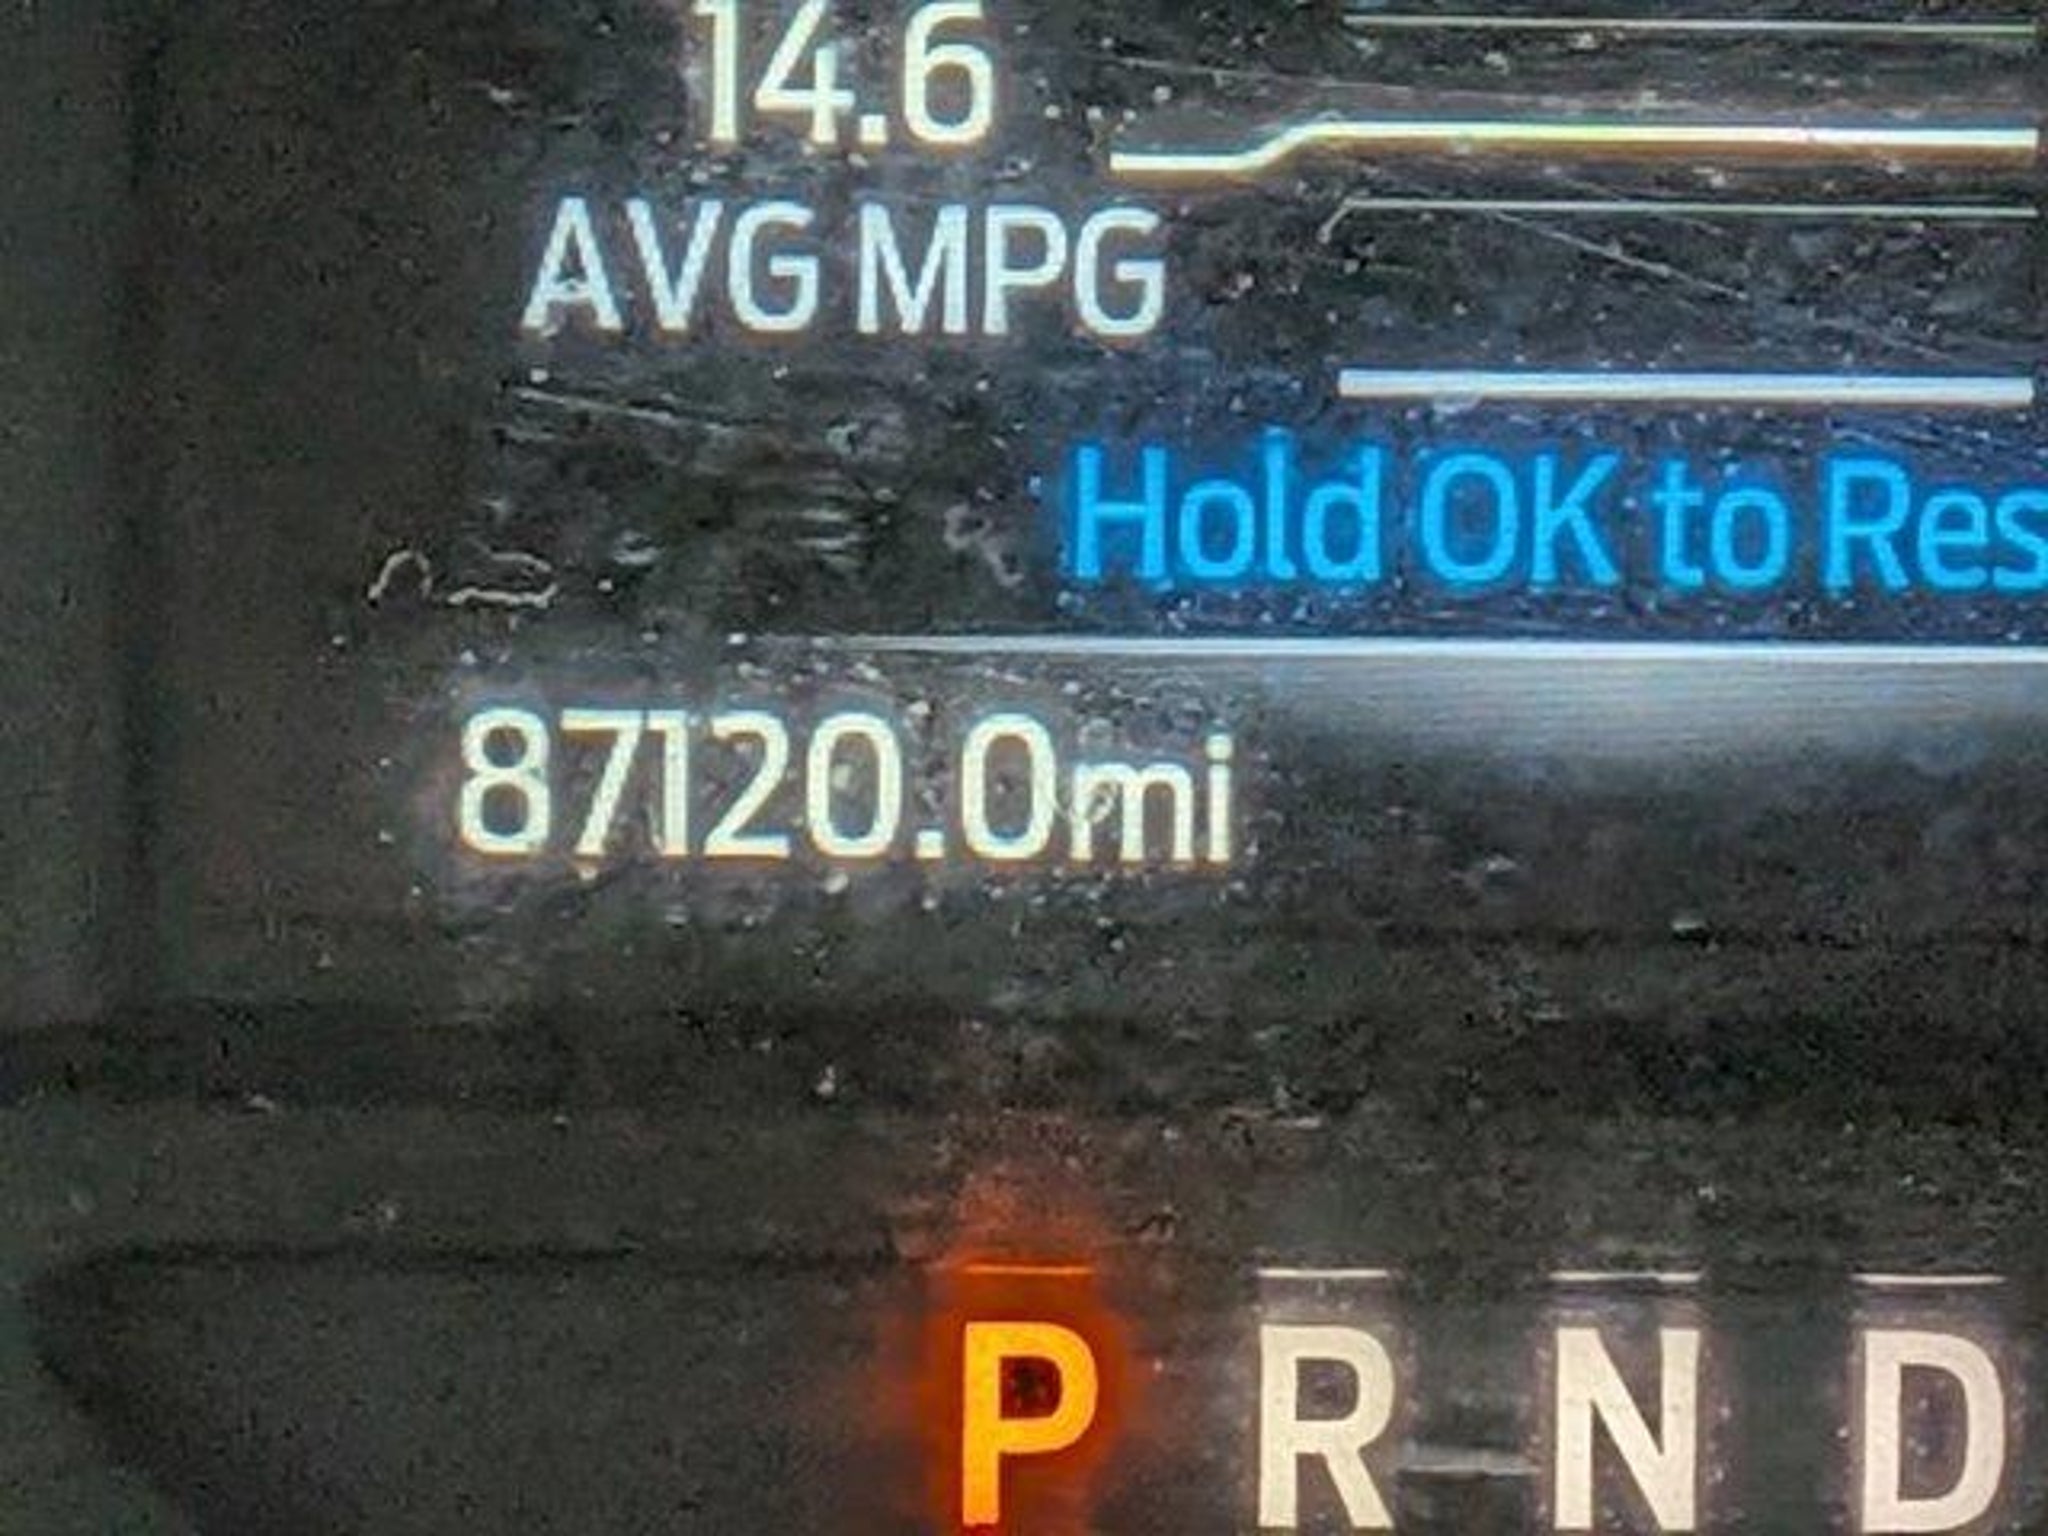 14.6
AVG MPG
Hold OK to Res
87120.0mi
P R N D